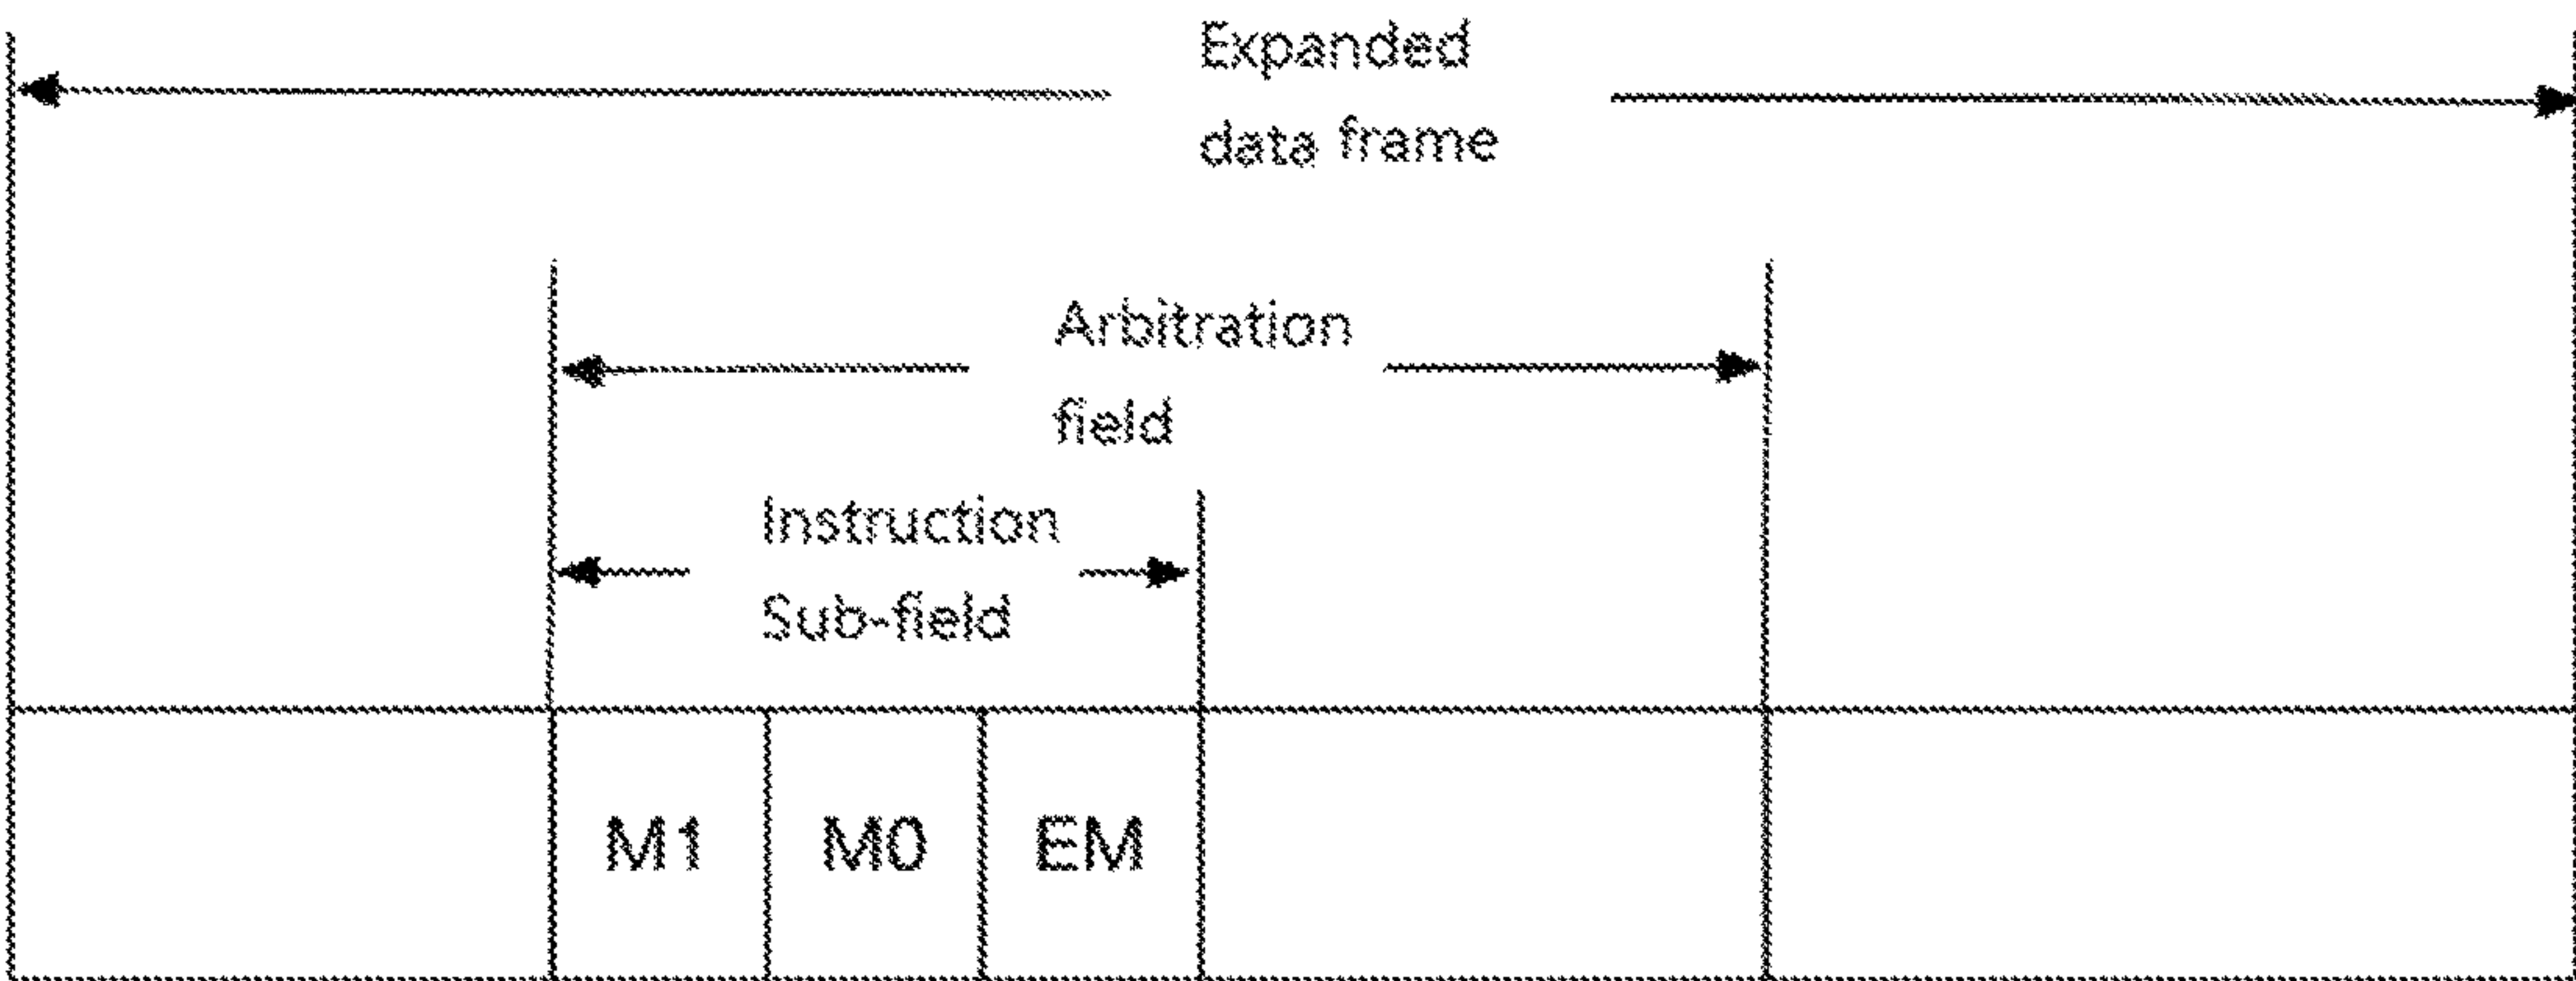 Expanded
data frame
Arbitration
field
Instruction
Sub-field
M1 M0 EM